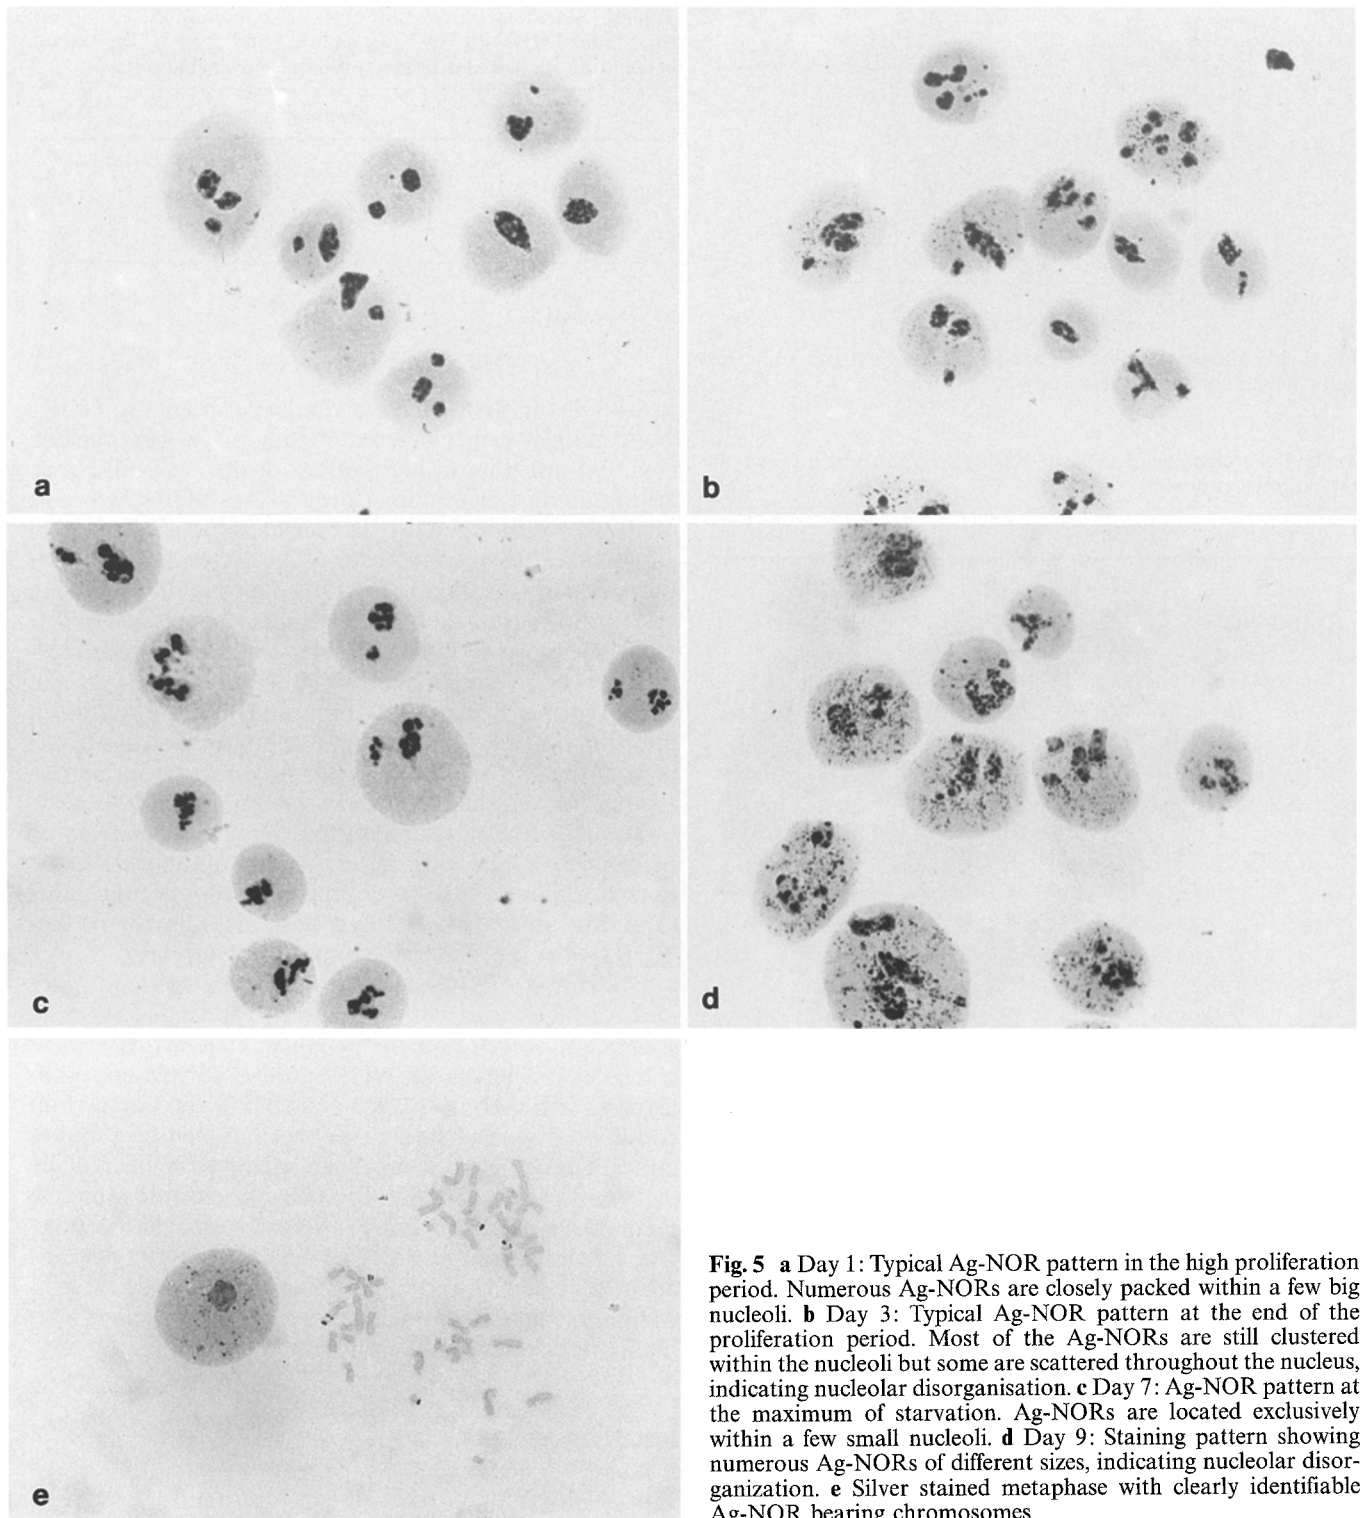 a
b
c
d
e
Fig. 5 a Day 1: Typical Ag-NOR pattern in the high proliferation
period. Numerous Ag-NORs are closely packed within a few big
nucleoli. b Day 3: Typical Ag-NOR pattern at the end of the
proliferation period. Most of the Ag-NORs are still clustered
within the nucleoli but some are scattered throughout the nucleus,
indicating nucleolar disorganisation. c Day 7: Ag-NOR pattern at
the maximum of starvation. Ag-NORs are located exclusively
within a few small nucleoli. d Day 9: Staining pattern showing
numerous Ag-NORs of different sizes, indicating nucleolar disor-
ganization. e Silver stained metaphase with clearly identifiable
Ag-NOR bearing chromosomes